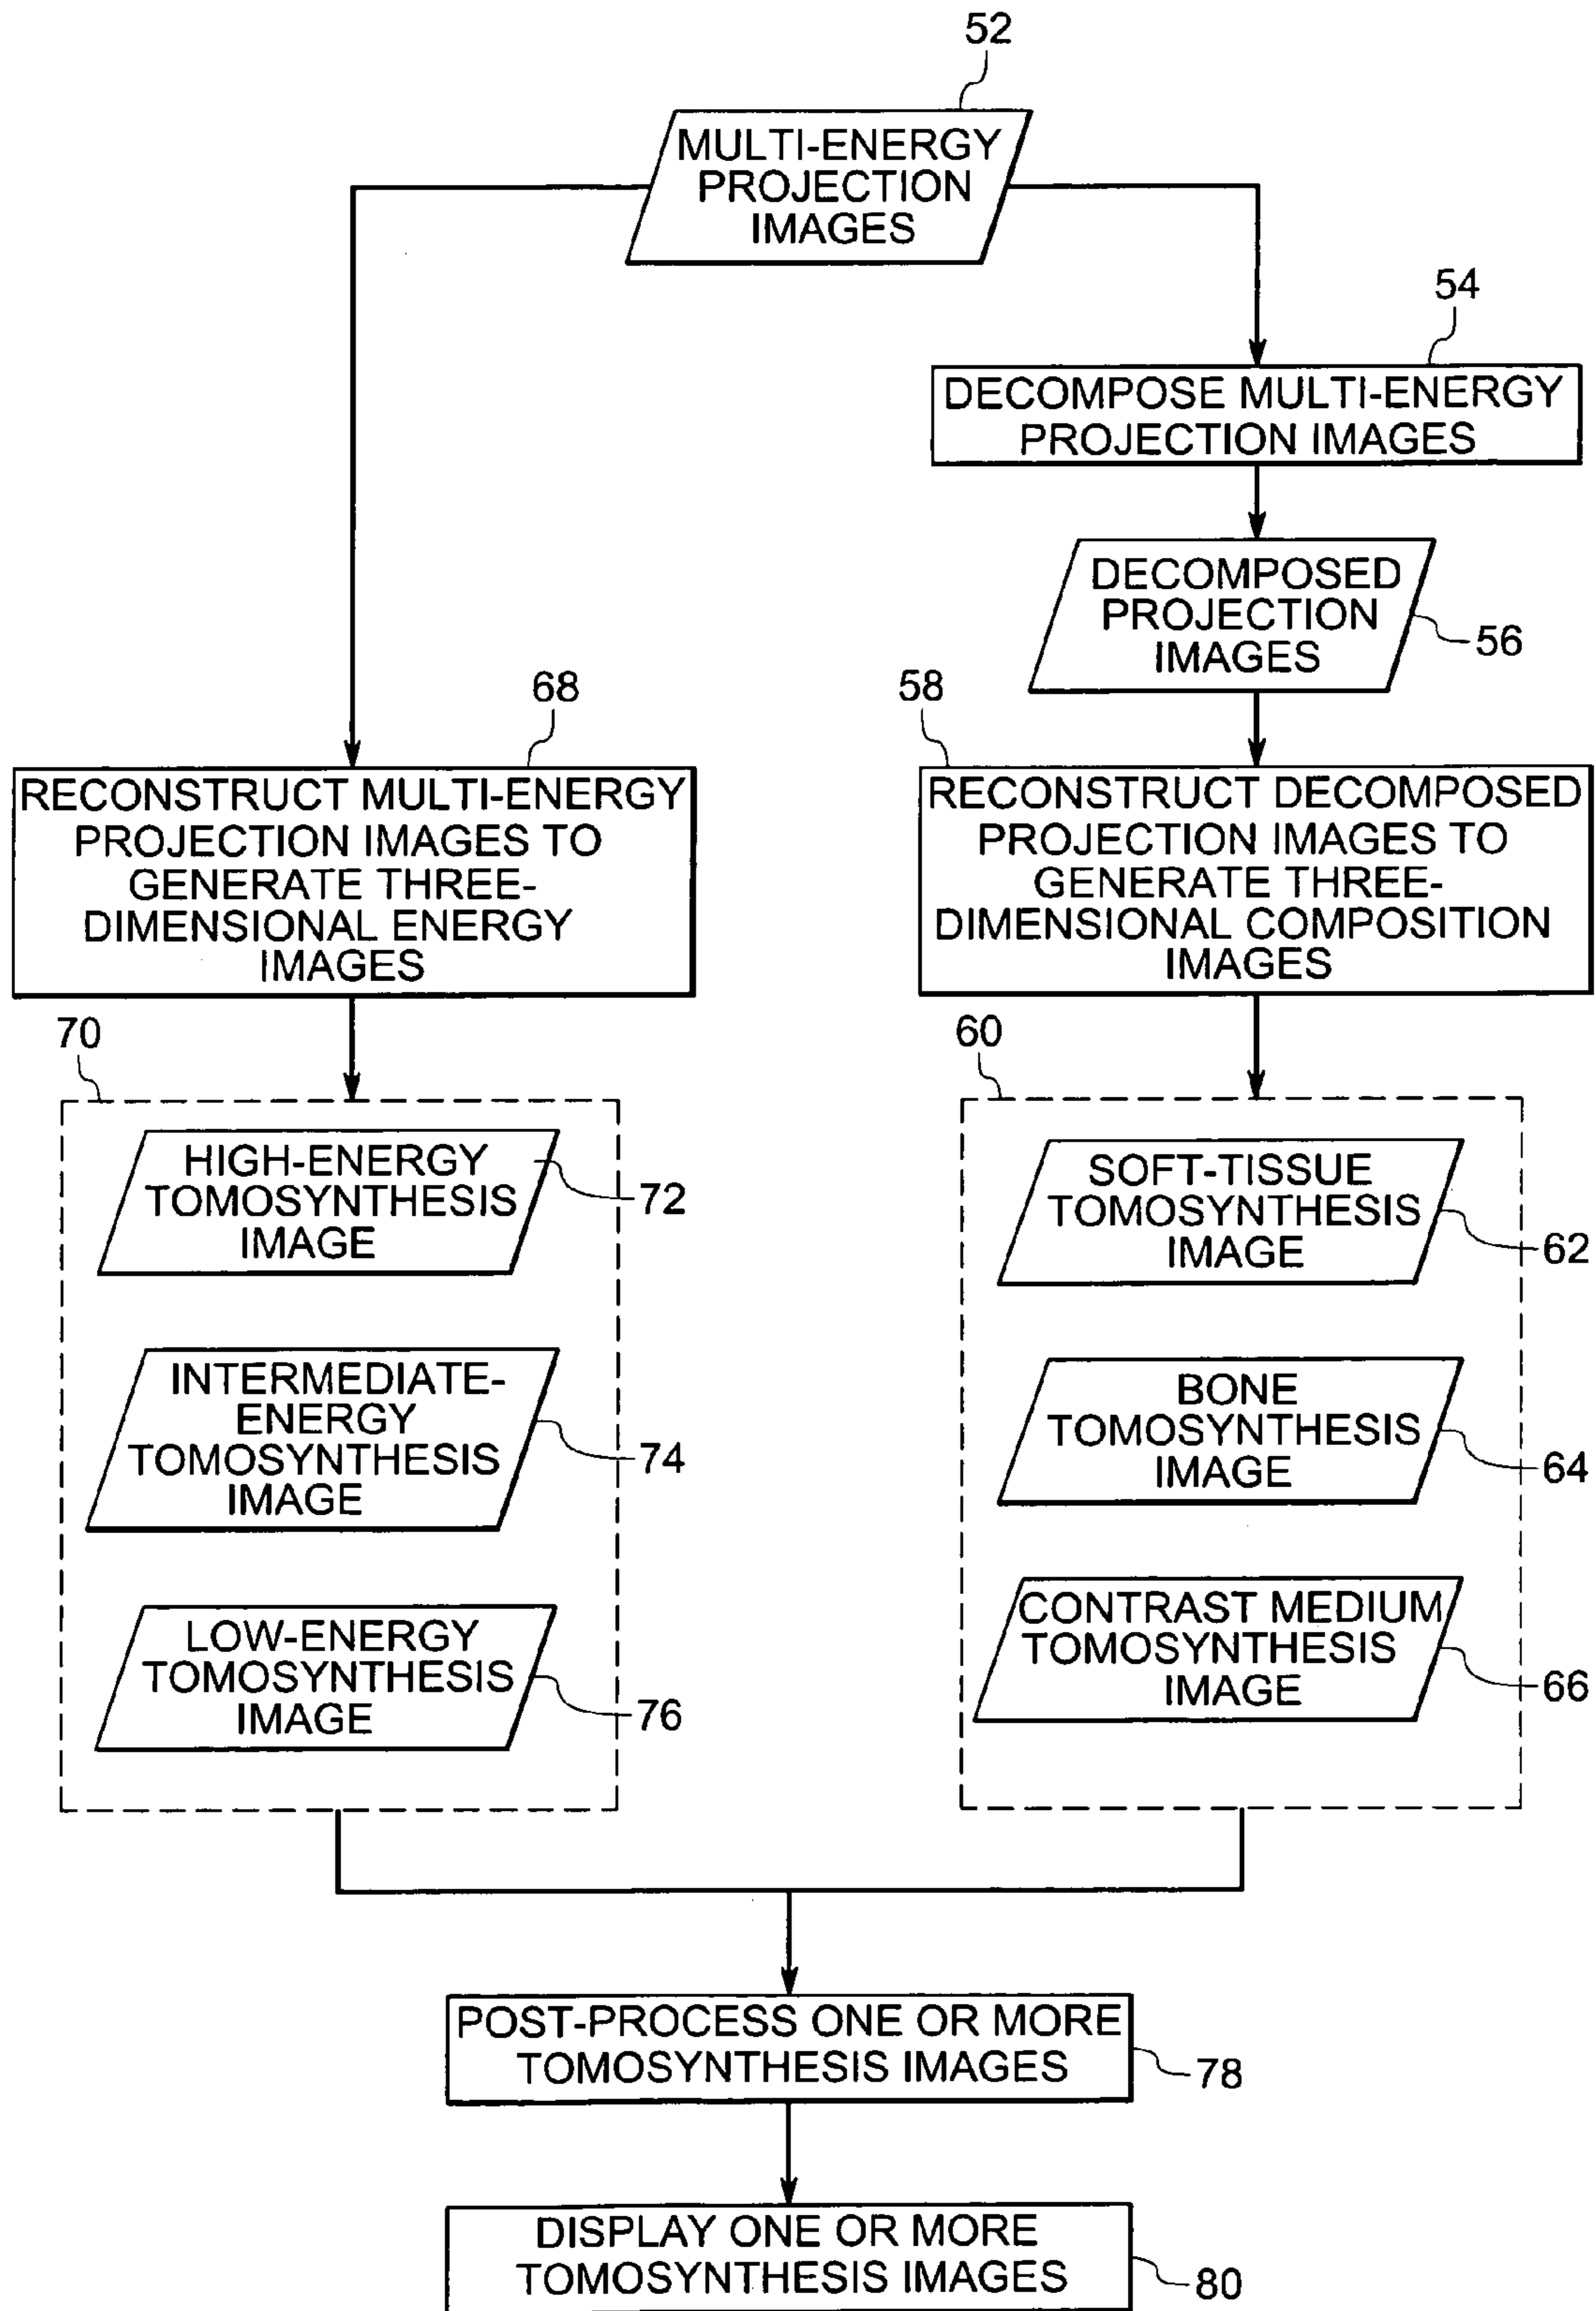 52
MULTI-ENERGY
PROJECTION
IMAGES
54
DECOMPOSE MULTI-ENERGY
PROJECTION IMAGES
DECOMPOSED
PROJECTION
IMAGES
56
68
RECONSTRUCT MULTI-ENERGY
PROJECTION IMAGES TO
GENERATE THREE-
DIMENSIONAL ENERGY
IMAGES
58
RECONSTRUCT DECOMPOSED
PROJECTION IMAGES TO
GENERATE THREE-
DIMENSIONAL COMPOSITION
IMAGES
70
HIGH-ENERGY
TOMOSYNTHESIS
IMAGE
72
INTERMEDIATE-
ENERGY
TOMOSYNTHESIS
IMAGE
74
LOW-ENERGY
TOMOSYNTHESIS
IMAGE
76
60
SOFT-TISSUE
TOMOSYNTHESIS
IMAGE
62
BONE
TOMOSYNTHESIS
IMAGE
64
CONTRAST MEDIUM
TOMOSYNTHESIS
IMAGE
66
POST-PROCESS ONE OR MORE
TOMOSYNTHESIS IMAGES
78
DISPLAY ONE OR MORE
TOMOSYNTHESIS IMAGES
80